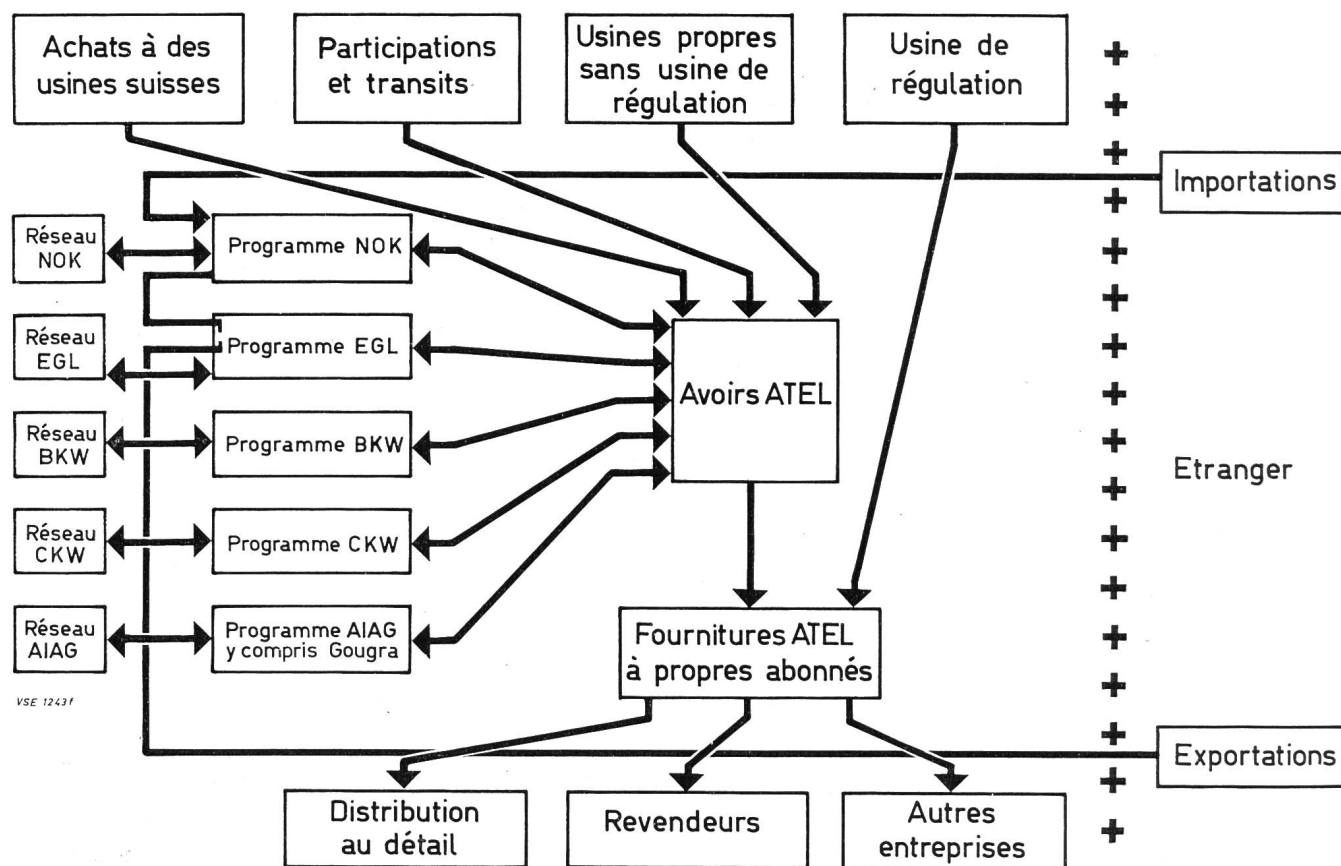 Achats à des
usines suisses
Participations
et transits
Usines propres
sans usine de
régulation
Usine de
régulation
Importations
Réseau
NOK
Programme NOK
Réseau
EGL
Programme EGL
Avoirs ATEL
Réseau
BKW
Programme BKW
Etranger
Réseau
CKW
Programme CKW
Réseau
AIAG
Programme AIAG
y compris Gougra
Fournitures ATEL
à propres abonnés
VSE 1243f
Exportations
Distribution
au détail
Revendeurs
Autres
entreprises